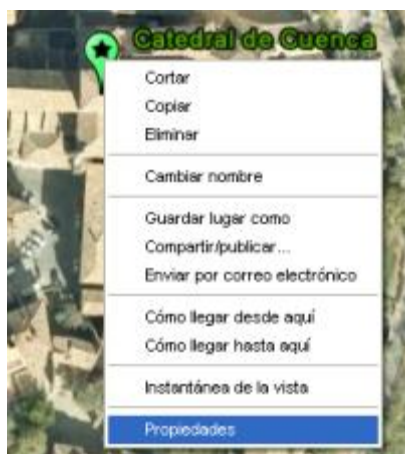 Catedral de Cuenca
Cortar
Copiar
Eliminar
Cambiar nombre
Guardar lugar como
Compartir/publicar...
Enviar por correo electrónico
Cómo llegar desde aquí
Cómo llegar hasta aquí
Instantánea de la vista
Propiedades